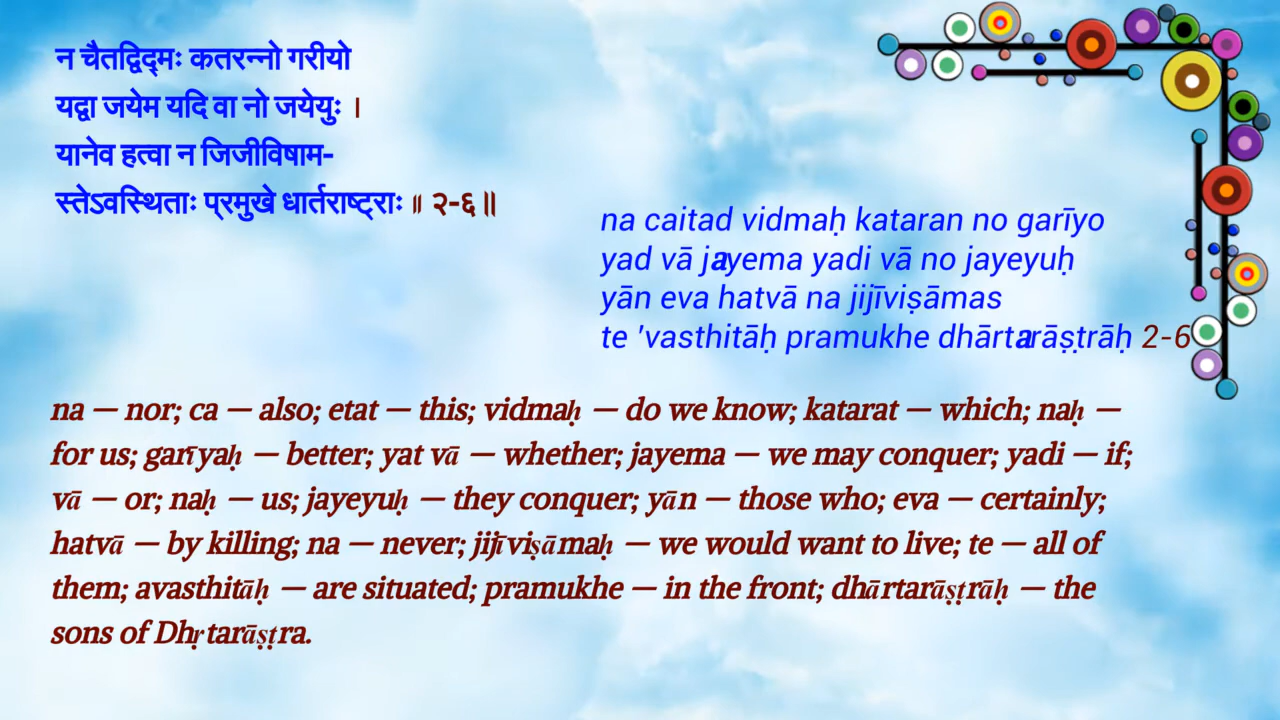 न चैतद्विद्मः कतरन्नो गरीयो
यद्वा जयेम यदि वा नो जयेयुः ।
यानेव हत्वा न जिजीविषाम-
स्तेऽवस्थिताः प्रमुखे धार्तराष्ट्राः ॥ २-६॥
na caitad vidmaḥ kataran no garīyo
yad vā jayema yadi vā no jayeyuḥ
yān eva hatvā na jijīviṣāmas
te 'vasthitāḥ pramukhe dhārtarāṣṭrāḥ 2-6
na — nor; ca — also; etat — this; vidmaḥ — do we know; katarat — which; naḥ —
for us; garīyaḥ — better; yat vā — whether; jayema — we may conquer; yadi — if;
vā — or; naḥ — us; jayeyuḥ — they conquer; yān — those who; eva — certainly;
hatvā — by killing; na — never; jijīviṣāmaḥ — we would want to live; te — all of
them; avasthitāḥ — are situated; pramukhe — in the front; dhārtarāṣṭrāḥ — the
sons of Dhṛtarāṣṭra.